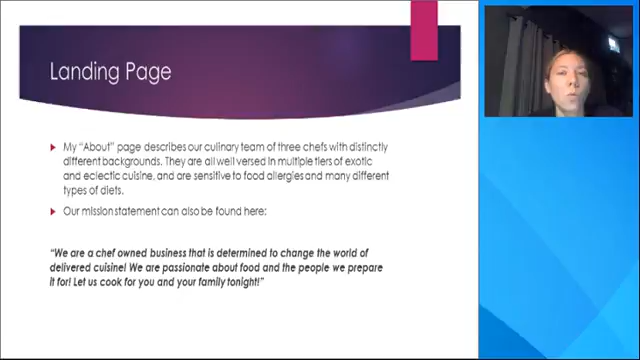 Landing Page
My “About” page describes our culinary team of three chefs with distinctly
different backgrounds. They are all well versed in multiple tiers of exotic
and eclectic cuisine, and are sensitive to food allergies and many different
types of diets.
Our mission statement can also be found here:
“We are a chef owned business that is determined to change the world of
delivered cuisine! We are passionate about food and the people we prepare
it for! Let us cook for you and your family tonight!”